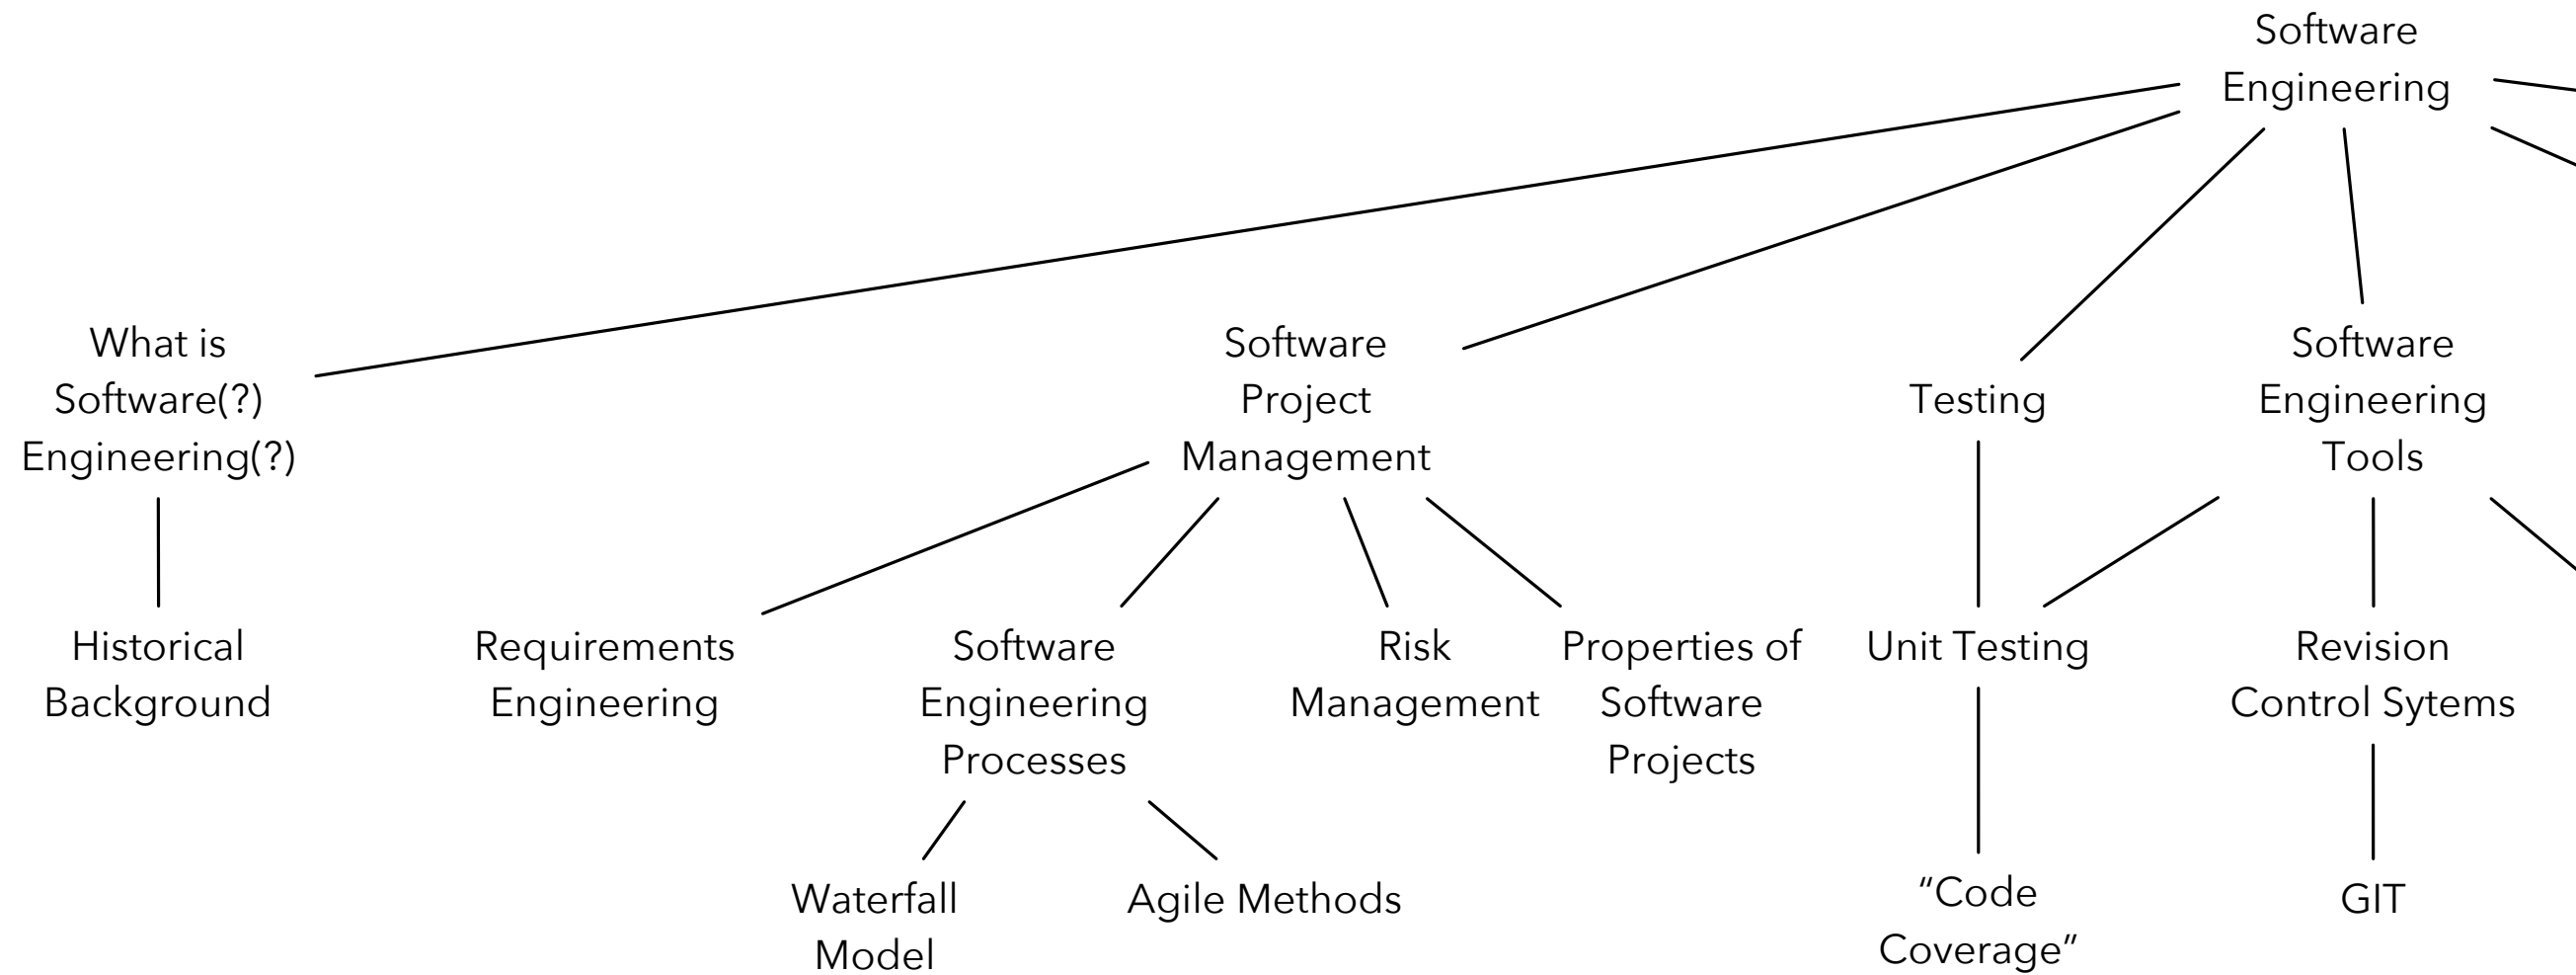 Software
Engineering
What is
Software(?)
Engineering(?)
Software
Project
Management
Testing
Software
Engineering
Tools
Historical
Background
Requirements
Engineering
Software
Engineering
Processes
Risk
Management
Properties of
Software
Projects
Unit Testing
Revision
Control Sytems
Waterfall
Model
Agile Methods
“Code
Coverage”
GIT